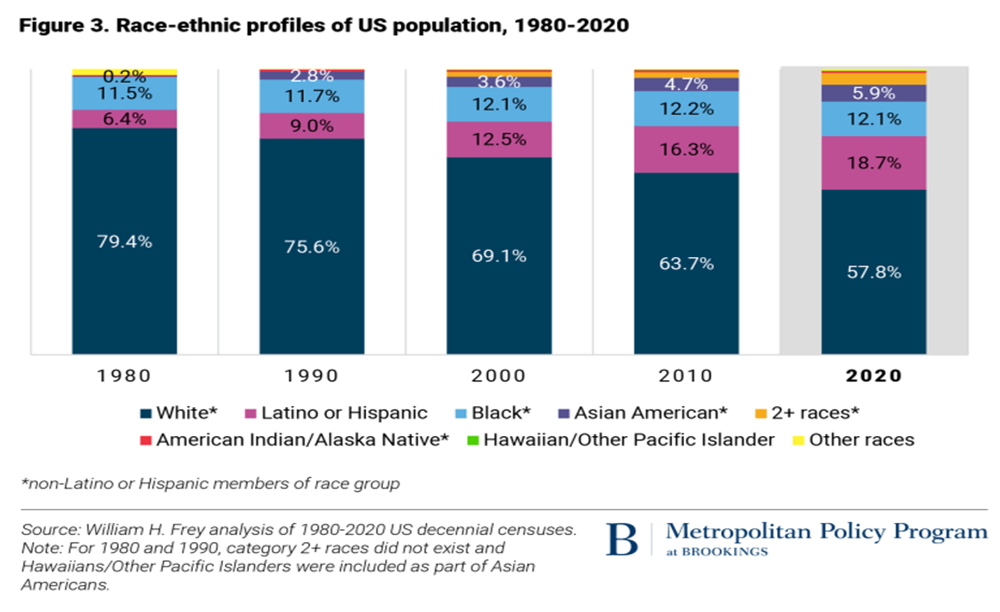 Figure 3. Race-ethnic profiles of US population, 1980-2020
0.2% 2.8% 3.6% 4.7% 5.9%
11.5% 11.7% 12.1% 12.2% 12.1%
6.4% 9.0% 12.5% 16.3% 18.7%
79.4% 75.6% 69.1% 63.7% 57.8%
1980 1990 2000 2010 2020
White* Latino or Hispanic Black* Asian American* 2+ races*
American Indian/Alaska Native* Hawaiian/Other Pacific Islander Other races
*non-Latino or Hispanic members of race group
Source: William H. Frey analysis of 1980-2020 US decennial censuses.
Note: For 1980 and 1990, category 2+ races did not exist and
Hawaiians/Other Pacific Islanders were included as part of Asian
Americans.
B Metropolitan Policy Program
at BROOKINGS